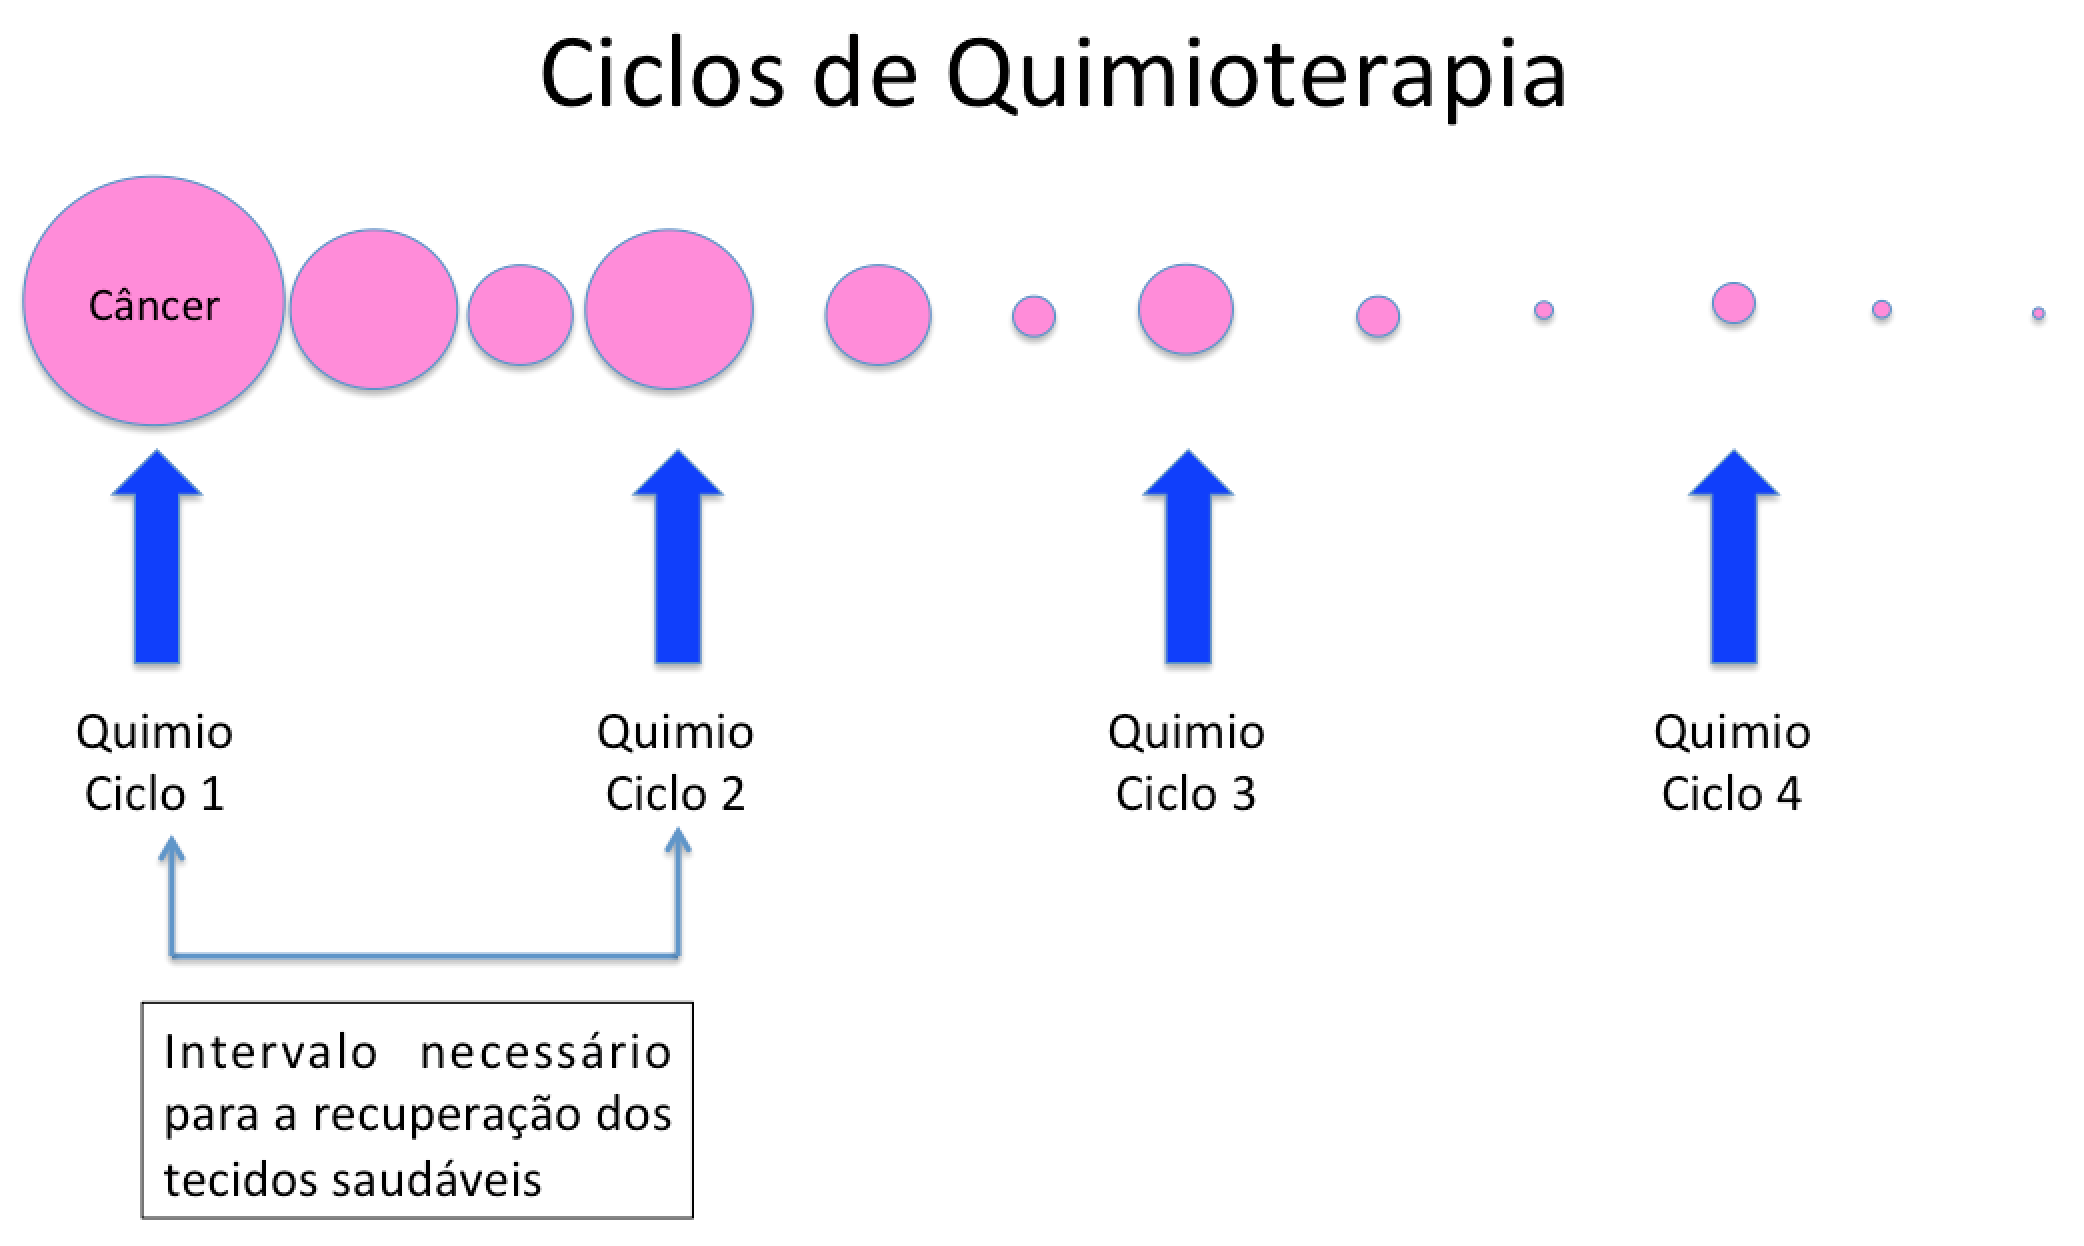 Ciclos de Quimioterapia
Câncer
Quimio
Ciclo 1
Quimio
Ciclo 2
Quimio
Ciclo 3
Quimio
Ciclo 4
Intervalo necessário
para a recuperação dos
tecidos saudáveis